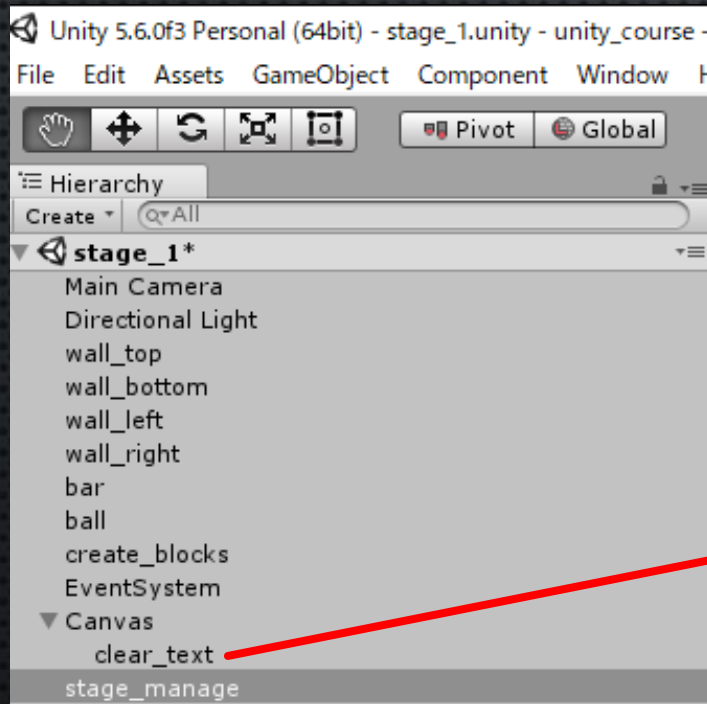 Unity 5.6.0f3 Personal (64bit) - stage_1.unity - unity_course -
File Edit Assets GameObject Component Window H
Pivot Global
Hierarchy
Create All
stage_1*
Main Camera
Directional Light
wall_top
wall_bottom
wall_left
wall_right
bar
ball
create_blocks
EventSystem
Canvas
clear_text
stage_manage